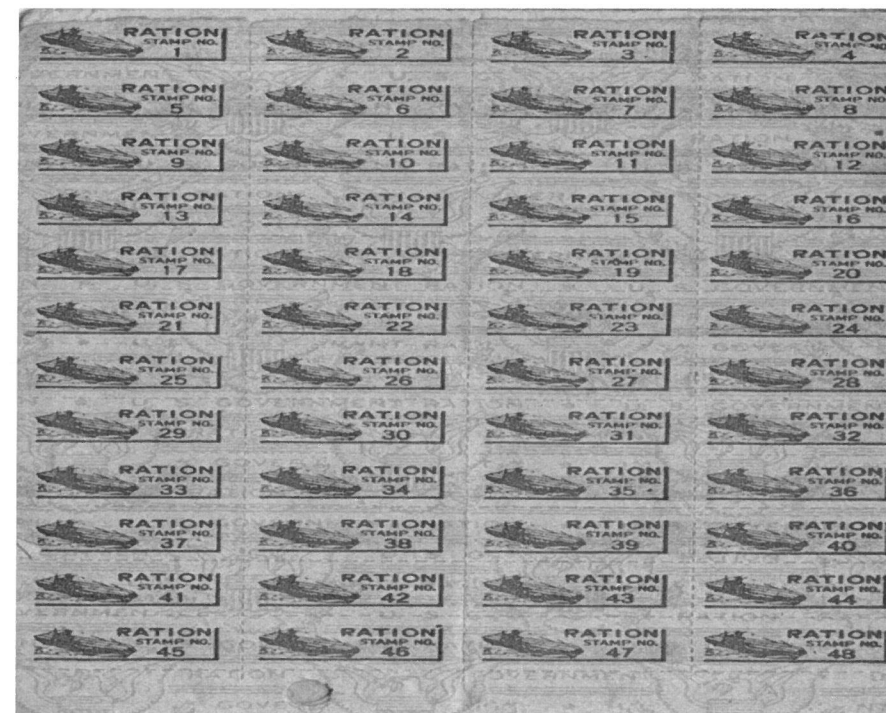 RATION RATION RATION RATION
STAMP NO. STAMP NO. STAMP NO. STAMP NO.
1 2 3 4
RATION RATION RATION RATION
STAMP NO. STAMP NO. STAMP NO. STAMP NO.
5 6 7 8
RATION RATION RATION RATION
STAMP NO. STAMP NO. STAMP NO. STAMP NO.
9 10 11 12
RATION RATION RATION RATION
STAMP NO. STAMP NO. STAMP NO. STAMP NO.
13 14 15 16
RATION RATION RATION RATION
STAMP NO. STAMP NO. STAMP NO. STAMP NO.
17 18 19 20
RATION RATION RATION RATION
STAMP NO. STAMP NO. STAMP NO. STAMP NO.
21 22 23 24
RATION RATION RATION RATION
STAMP NO. STAMP NO. STAMP NO. STAMP NO.
25 26 27 28
RATION RATION RATION RATION
STAMP NO. STAMP NO. STAMP NO. STAMP NO.
29 30 31 32
RATION RATION RATION RATION
STAMP NO. STAMP NO. STAMP NO. STAMP NO.
33 34 35 36
RATION RATION RATION RATION
STAMP NO. STAMP NO. STAMP NO. STAMP NO.
37 38 39 40
RATION RATION RATION RATION
STAMP NO. STAMP NO. STAMP NO. STAMP NO.
41 42 43 44
RATION RATION RATION RATION
STAMP NO. STAMP NO. STAMP NO. STAMP NO.
45 46 47 48